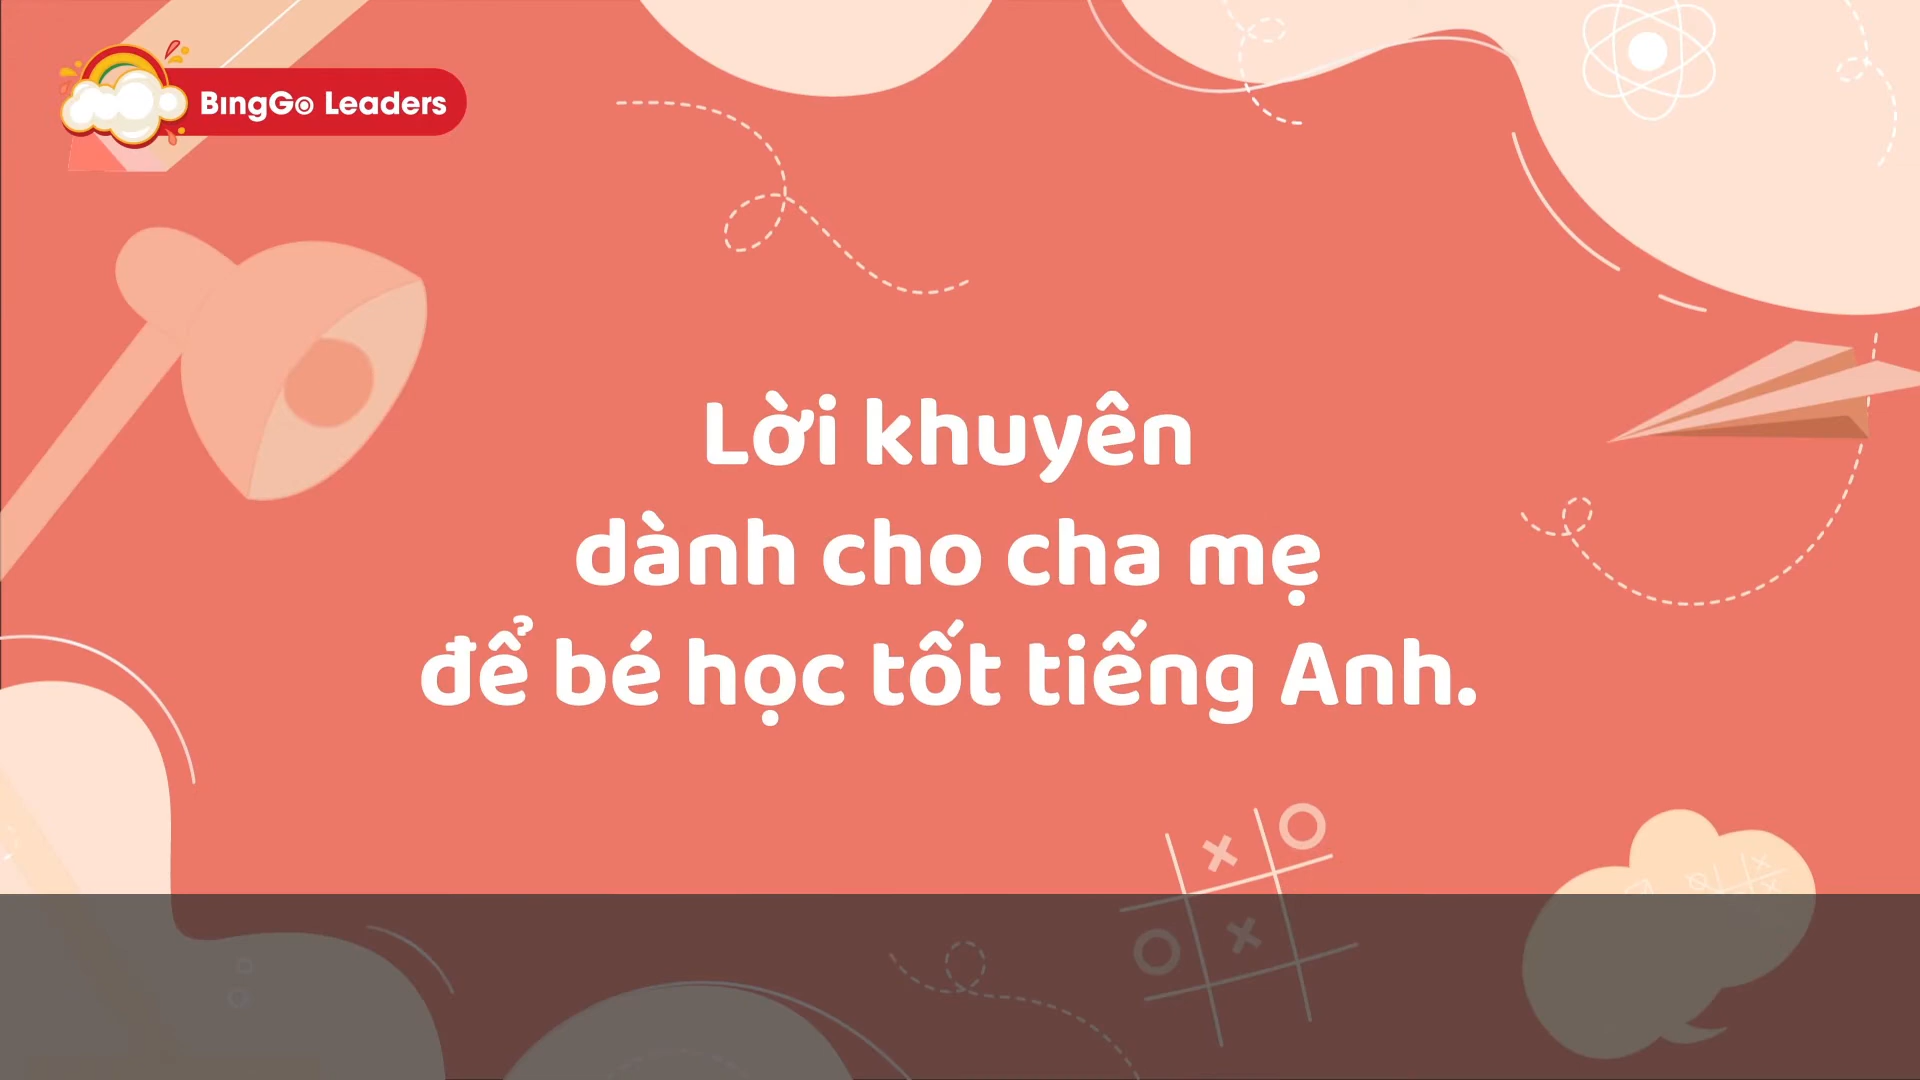 BingGo Leaders
Lời khuyên
dành cho cha mẹ
để bé học tốt tiếng Anh.